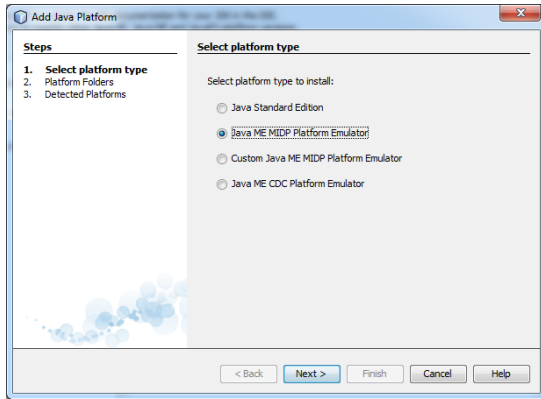 Add Java Platform
Steps
1. Select platform type
2. Platform Folders
3. Detected Platforms
Select platform type
Select platform type to install:
Java Standard Edition
Java ME MIDP Platform Emulator
Custom Java ME MIDP Platform Emulator
Java ME CDC Platform Emulator
< Back Next > Finish Cancel Help